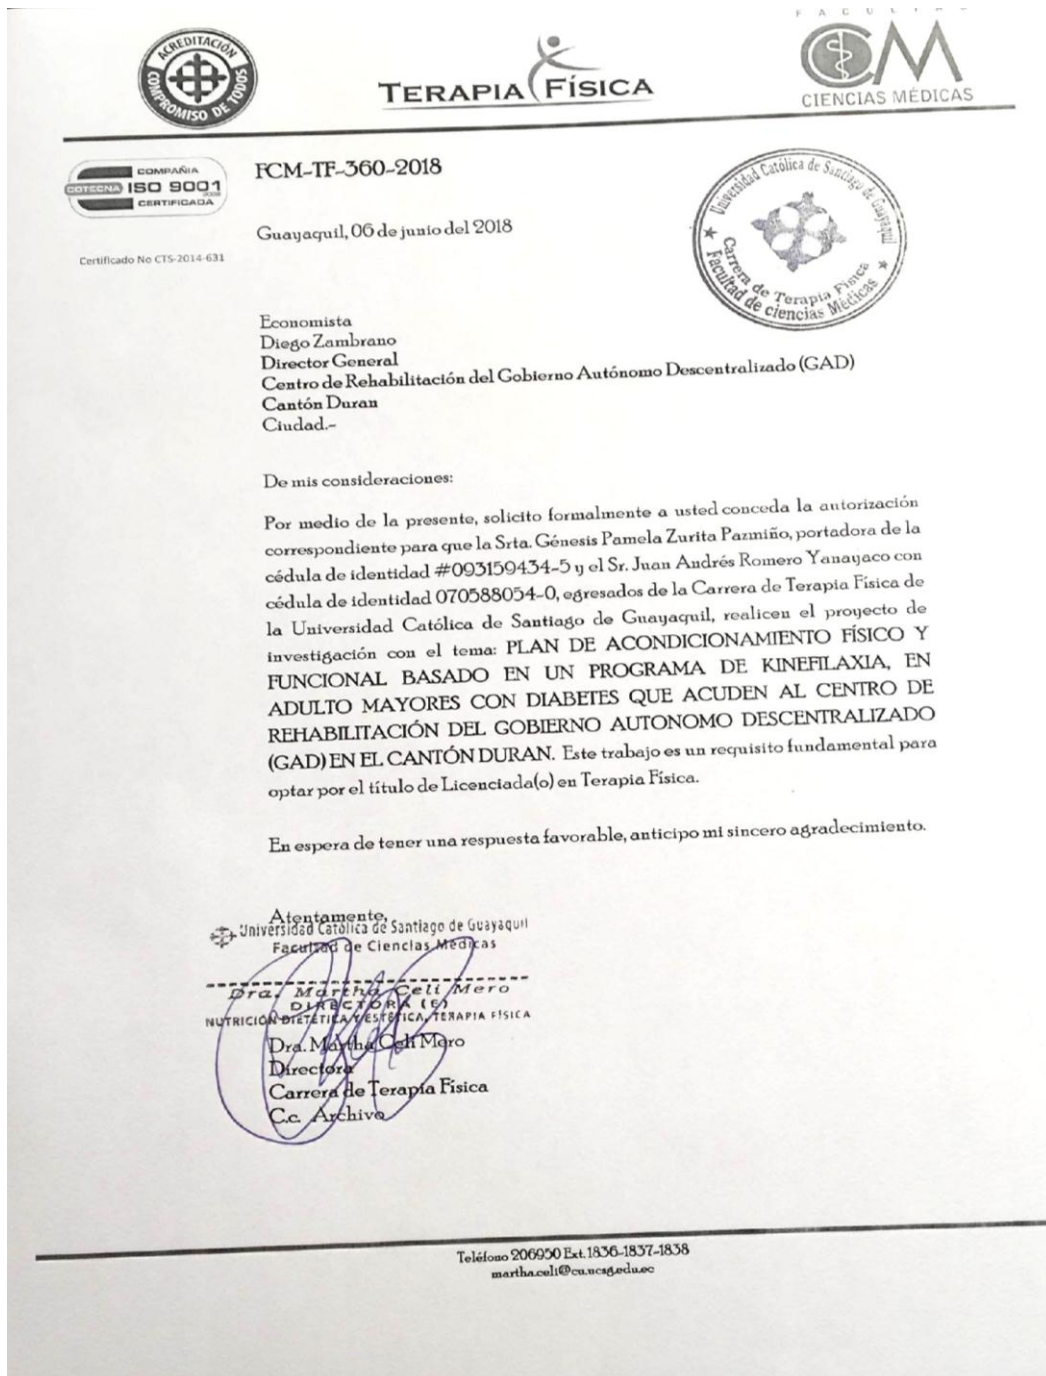 FACULTAD
ACREDITACIÓN
COMPROMISO DE TODOS
TERAPIA FÍSICA
CM
CIENCIAS MÉDICAS
COMPAÑIA
COTECNA ISO 9001
2008
CERTIFICADA
Certificado No CTS-2014-631
FCM-TF-360-2018
Guayaquil, 06 de junio del 2018
Universidad Católica de Santiago de Guayaquil
Carrera de Terapia Física
Facultad de ciencias Médicas
Economista
Diego Zambrano
Director General
Centro de Rehabilitación del Gobierno Autónomo Descentralizado (GAD)
Cantón Duran
Ciudad.-
De mis consideraciones:
Por medio de la presente, solicito formalmente a usted conceda la autorización
correspondiente para que la Srta. Génesis Pamela Zurita Pazmiño, portadora de la
cédula de identidad #093159434-5 y el Sr. Juan Andrés Romero Yanayaco con
cédula de identidad 070588054-0, egresados de la Carrera de Terapia Física de
la Universidad Católica de Santiago de Guayaquil, realicen el proyecto de
investigación con el tema: PLAN DE ACONDICIONAMIENTO FÍSICO Y
FUNCIONAL BASADO EN UN PROGRAMA DE KINEFILAXIA, EN
ADULTO MAYORES CON DIABETES QUE ACUDEN AL CENTRO DE
REHABILITACIÓN DEL GOBIERNO AUTONOMO DESCENTRALIZADO
(GAD) EN EL CANTÓN DURAN. Este trabajo es un requisito fundamental para
optar por el título de Licenciada(o) en Terapia Física.
En espera de tener una respuesta favorable, anticipo mi sincero agradecimiento.
Atentamente,
Universidad Católica de Santiago de Guayaquil
Facultad de Ciencias Médicas
Dra. Martha Celi Mero
DIRECTORA (E)
NUTRICIÓN DIETÉTICA Y ESTÉTICA, TERAPIA FÍSICA
Dra. Martha Celi Mero
Directora
Carrera de Terapia Física
C.c. Archivo
Teléfono 206950 Ext. 1836-1837-1838
martha.celi@cu.ucsg.edu.ec